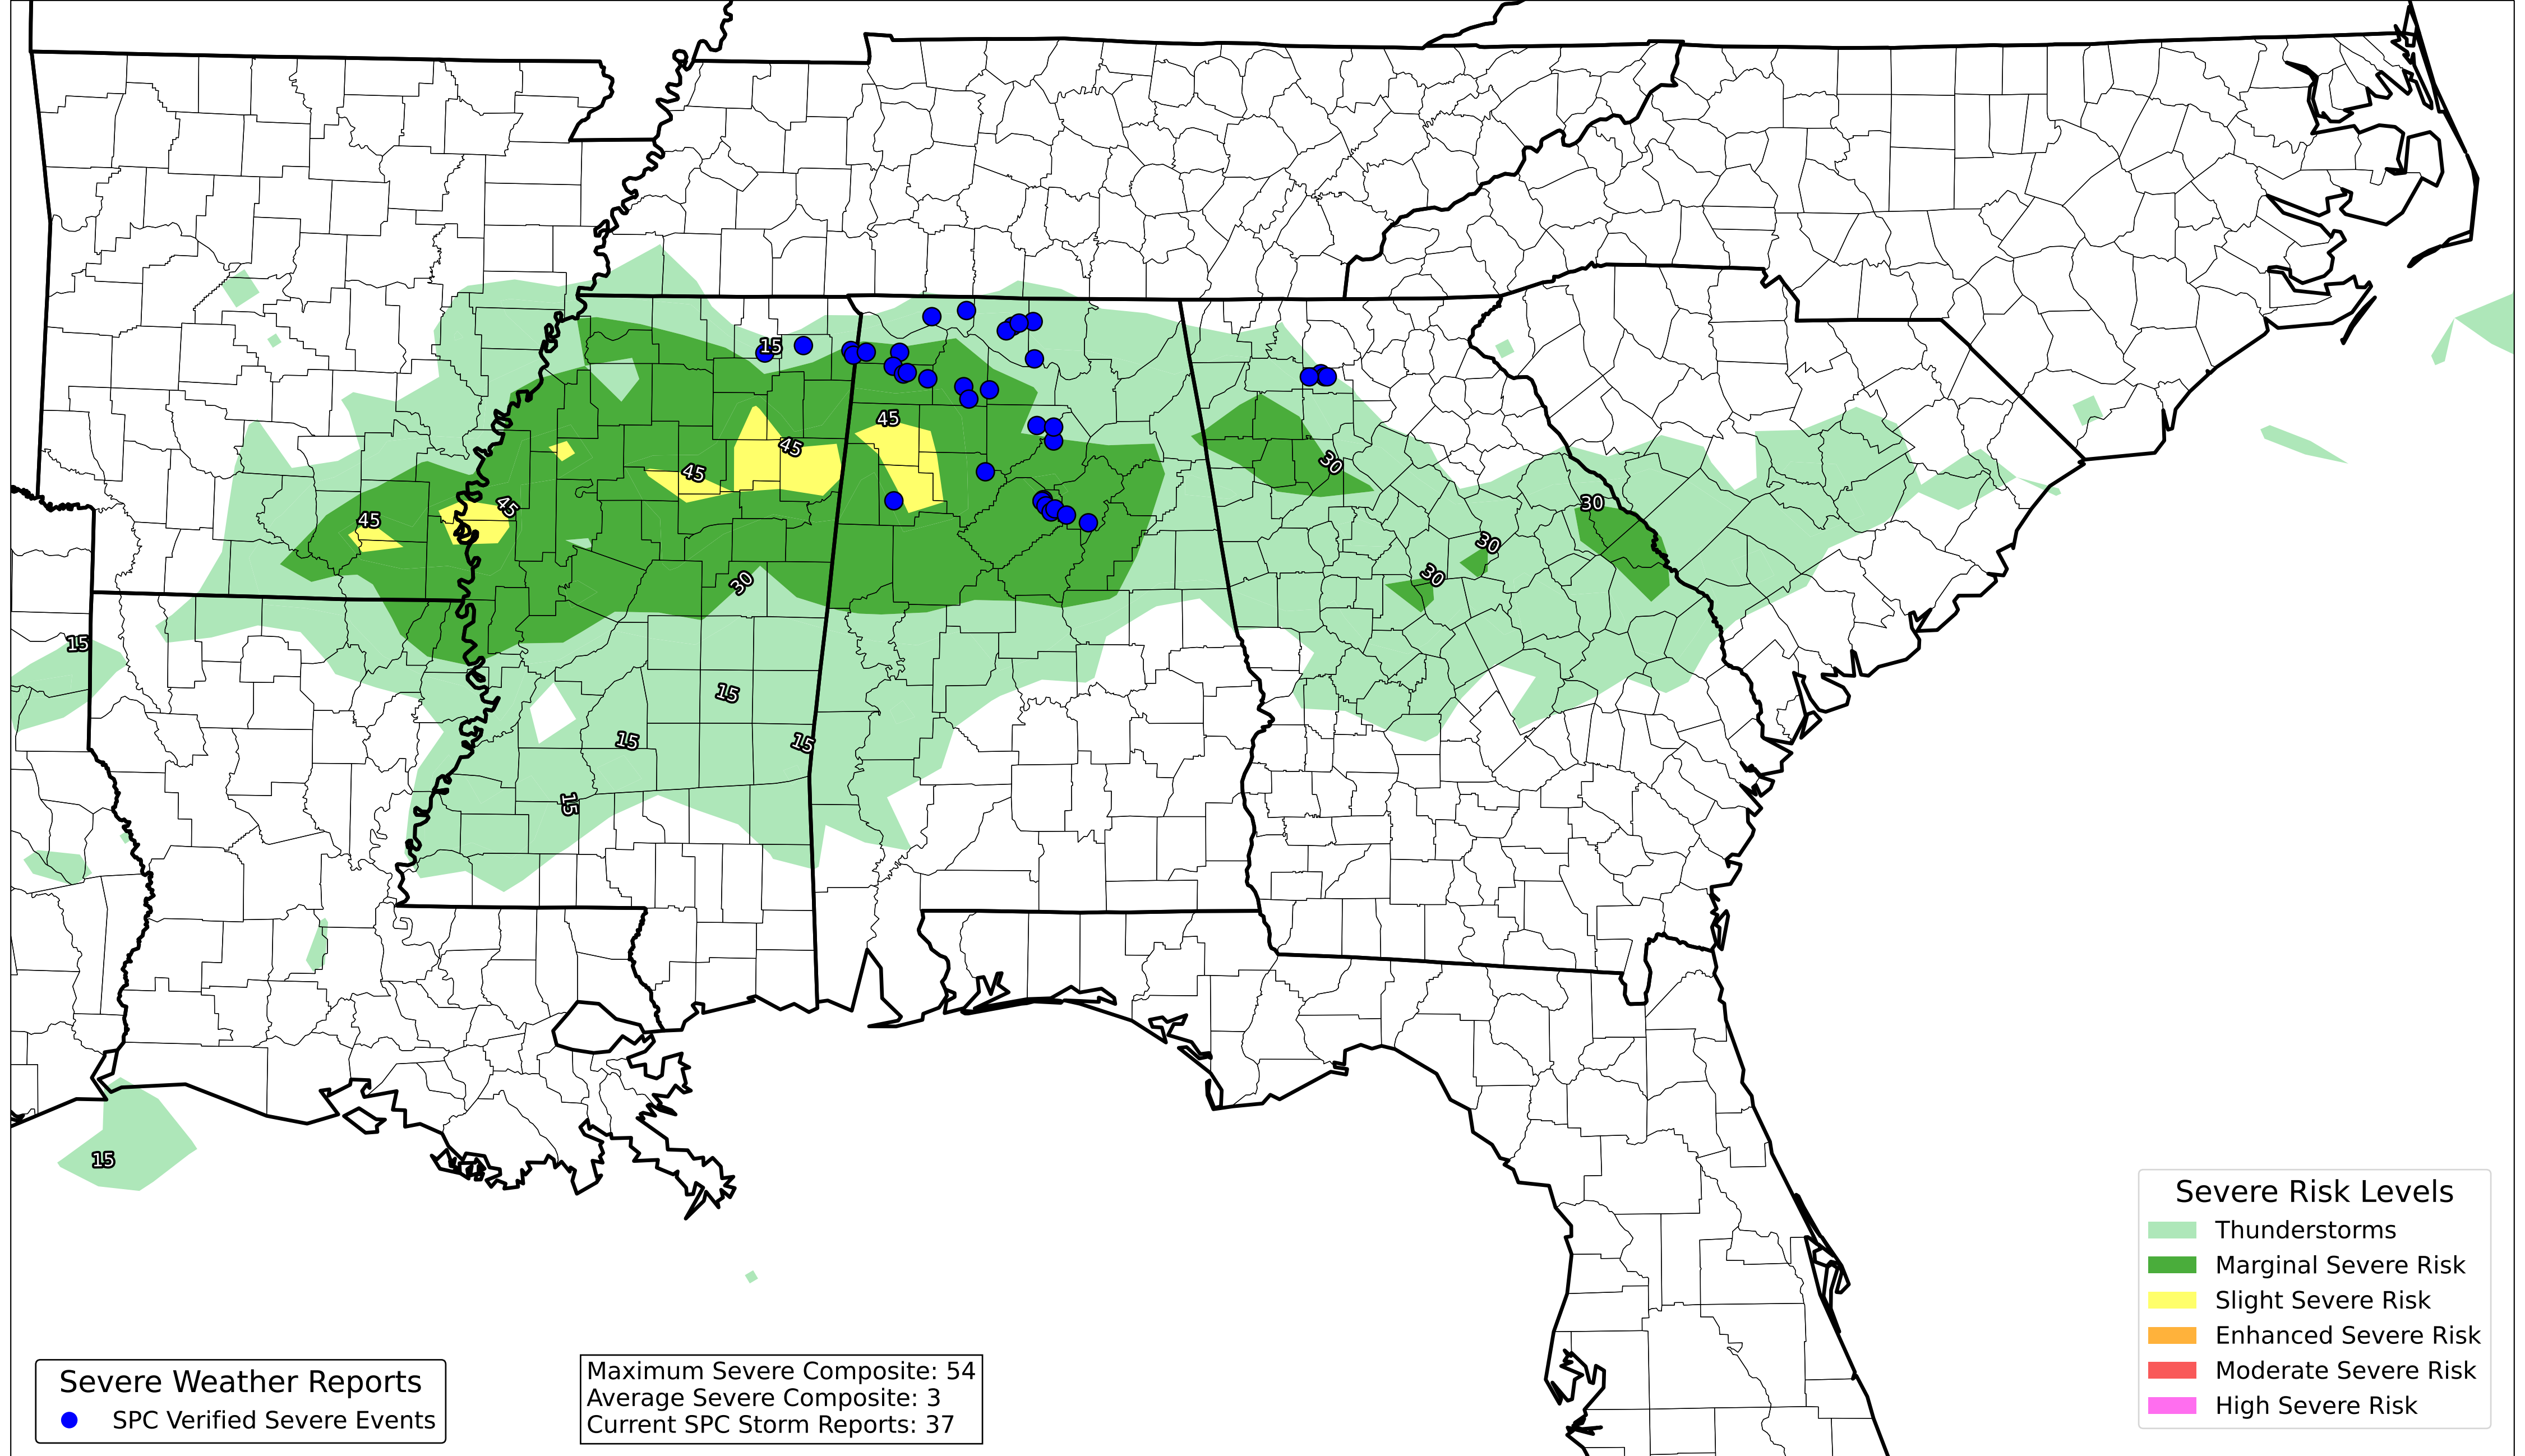 15
45
45
45
45
45
30
30
30
30
30
15
15
15
15
15
15
Severe Risk Levels
Thunderstorms
Marginal Severe Risk
Slight Severe Risk
Enhanced Severe Risk
Moderate Severe Risk
High Severe Risk
Severe Weather Reports
SPC Verified Severe Events
Maximum Severe Composite: 54
Average Severe Composite: 3
Current SPC Storm Reports: 37